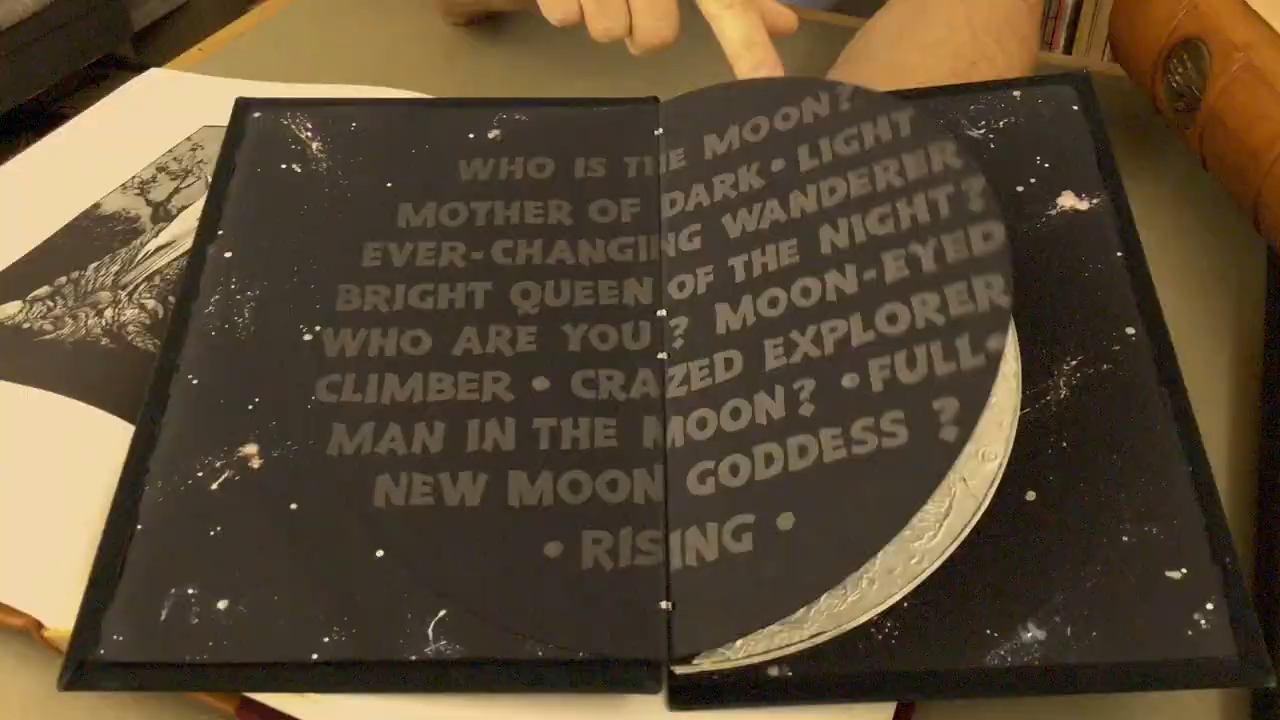 WHO IS THE MOON?
MOTHER OF DARK • LIGHT
EVER-CHANGING WANDERER
BRIGHT QUEEN OF THE NIGHT?
WHO ARE YOU? MOON-EYED
CLIMBER • CRAZED EXPLORER
MAN IN THE MOON? • FULL •
NEW MOON GODDESS ?
• RISING •